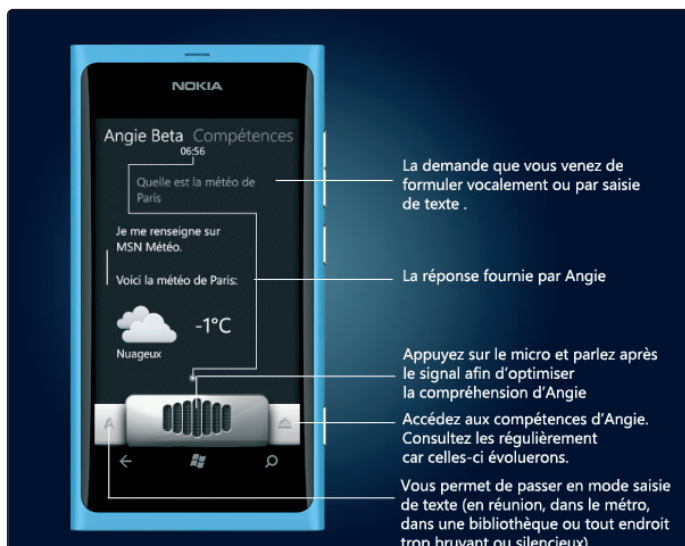 NOKIA
Angie Beta Compétences
06:56
Quelle est la météo de
Paris
Je me renseigne sur
MSN Météo.
Voici la météo de Paris:
-1°C
Nuageux
A
La demande que vous venez de
formuler vocalement ou par saisie
de texte .
La réponse fournie par Angie
Appuyez sur le micro et parlez après
le signal afin d'optimiser
la compréhension d'Angie
Accédez aux compétences d'Angie.
Consultez les régulièrement
car celles-ci évoluerons.
Vous permet de passer en mode saisie
de texte (en réunion, dans le métro,
dans une bibliothèque ou tout endroit
trop bruyant ou silencieux)